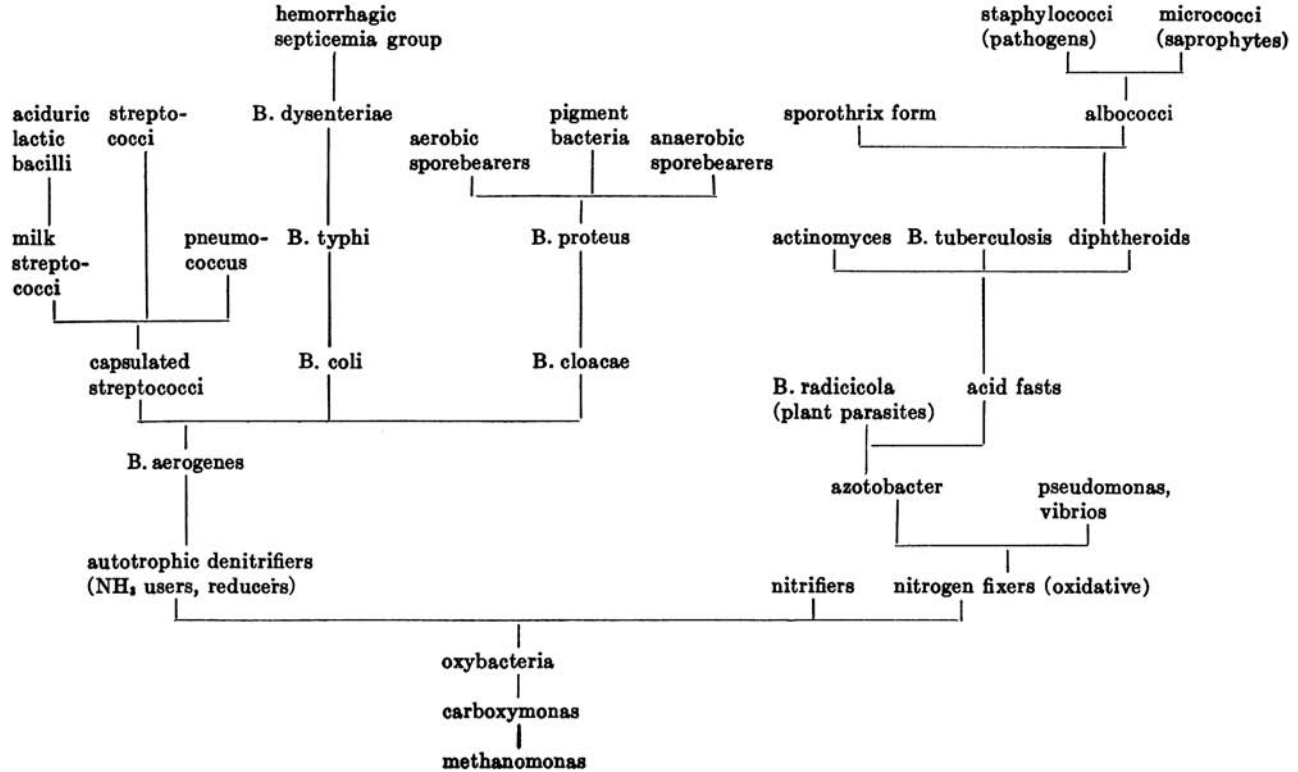 hemorrhagic
septicemia group
staphylococci
(pathogens)
micrococci
(saprophytes)
aciduric
lactic
bacilli
strepto-
cocci
B. dysenteriae
aerobic
sporebearers
pigment
bacteria
anaerobic
sporebearers
sporothrix form
albococci
milk
strepto-
cocci
pneumo-
coccus
B. typhi
B. proteus
actinomyces
B. tuberculosis
diphtheroids
capsulated
streptococci
B. coli
B. cloacae
B. radicicola
(plant parasites)
acid fasts
B. aerogenes
azotobacter
pseudomonas,
vibrios
autotrophic denitrifiers
(NH₃ users, reducers)
nitrifiers
nitrogen fixers (oxidative)
oxybacteria
carboxymonas
methanomonas